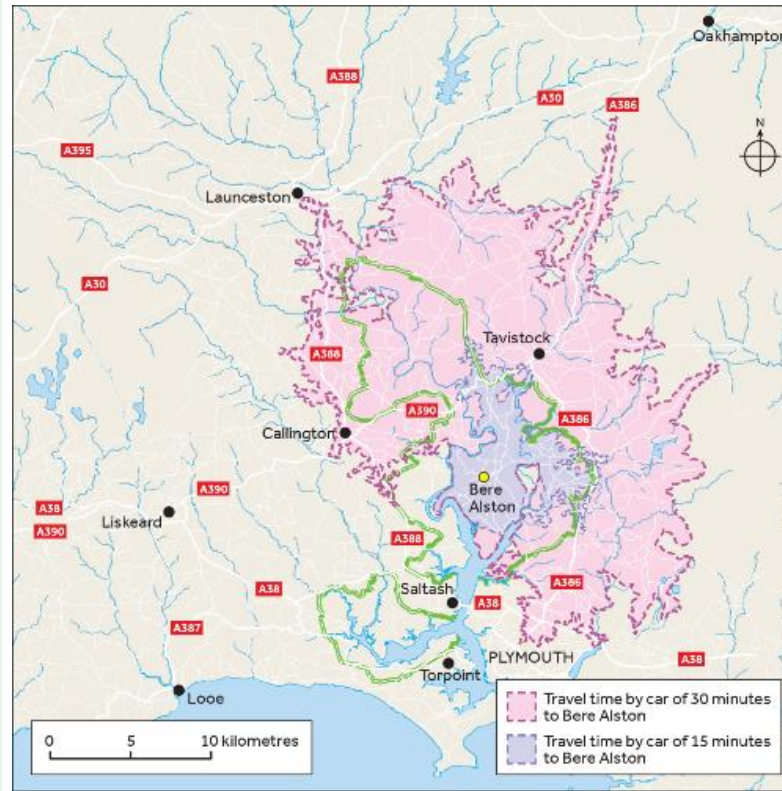 Oakhampton
A388
A30
A386
A395
N
Launceston
A30
Tavistock
A388
A390
A386
Callington
Bere
Alston
A390
A38
Liskeard
A390
A388
A38
A386
Saltash
A38
A387
PLYMOUTH
A38
Torpoint
Looe
Travel time by car of 30 minutes
to Bere Alston
Travel time by car of 15 minutes
to Bere Alston
0 5 10 kilometres